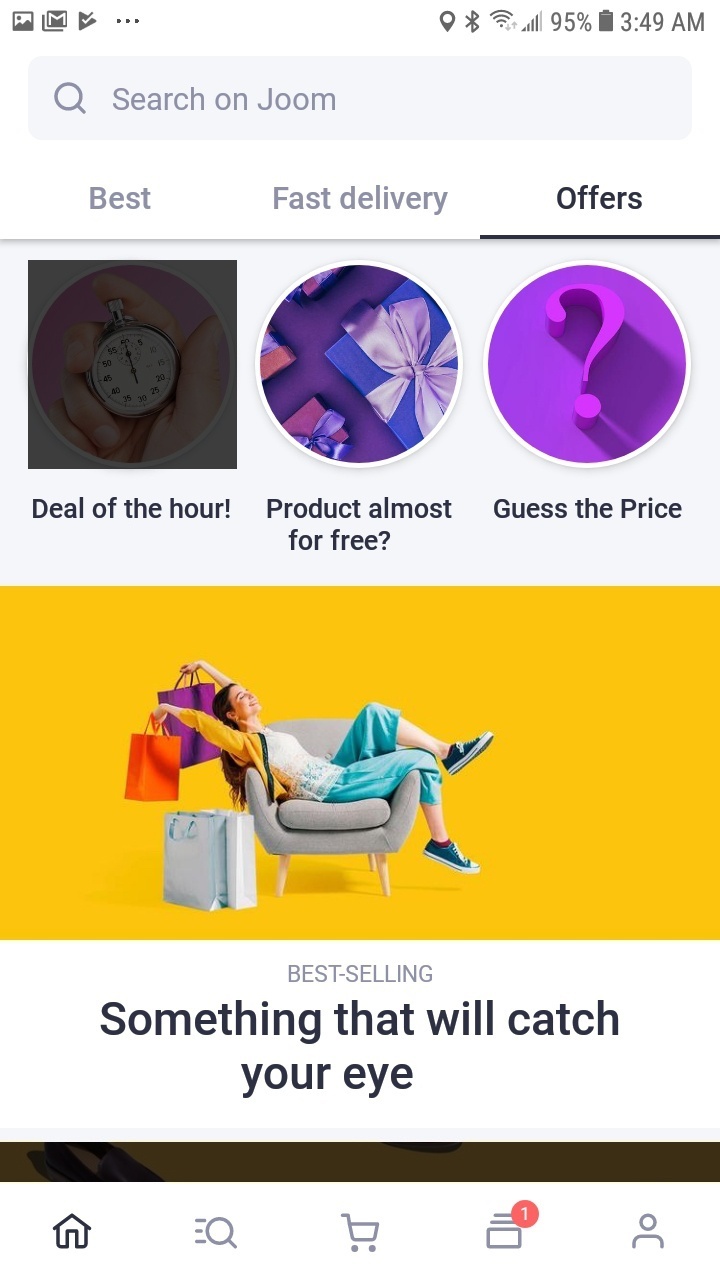 95% 3:49 AM
Search on Joom
Best Fast delivery Offers
Deal of the hour!
Product almost
for free?
Guess the Price
BEST-SELLING
Something that will catch
your eye
1